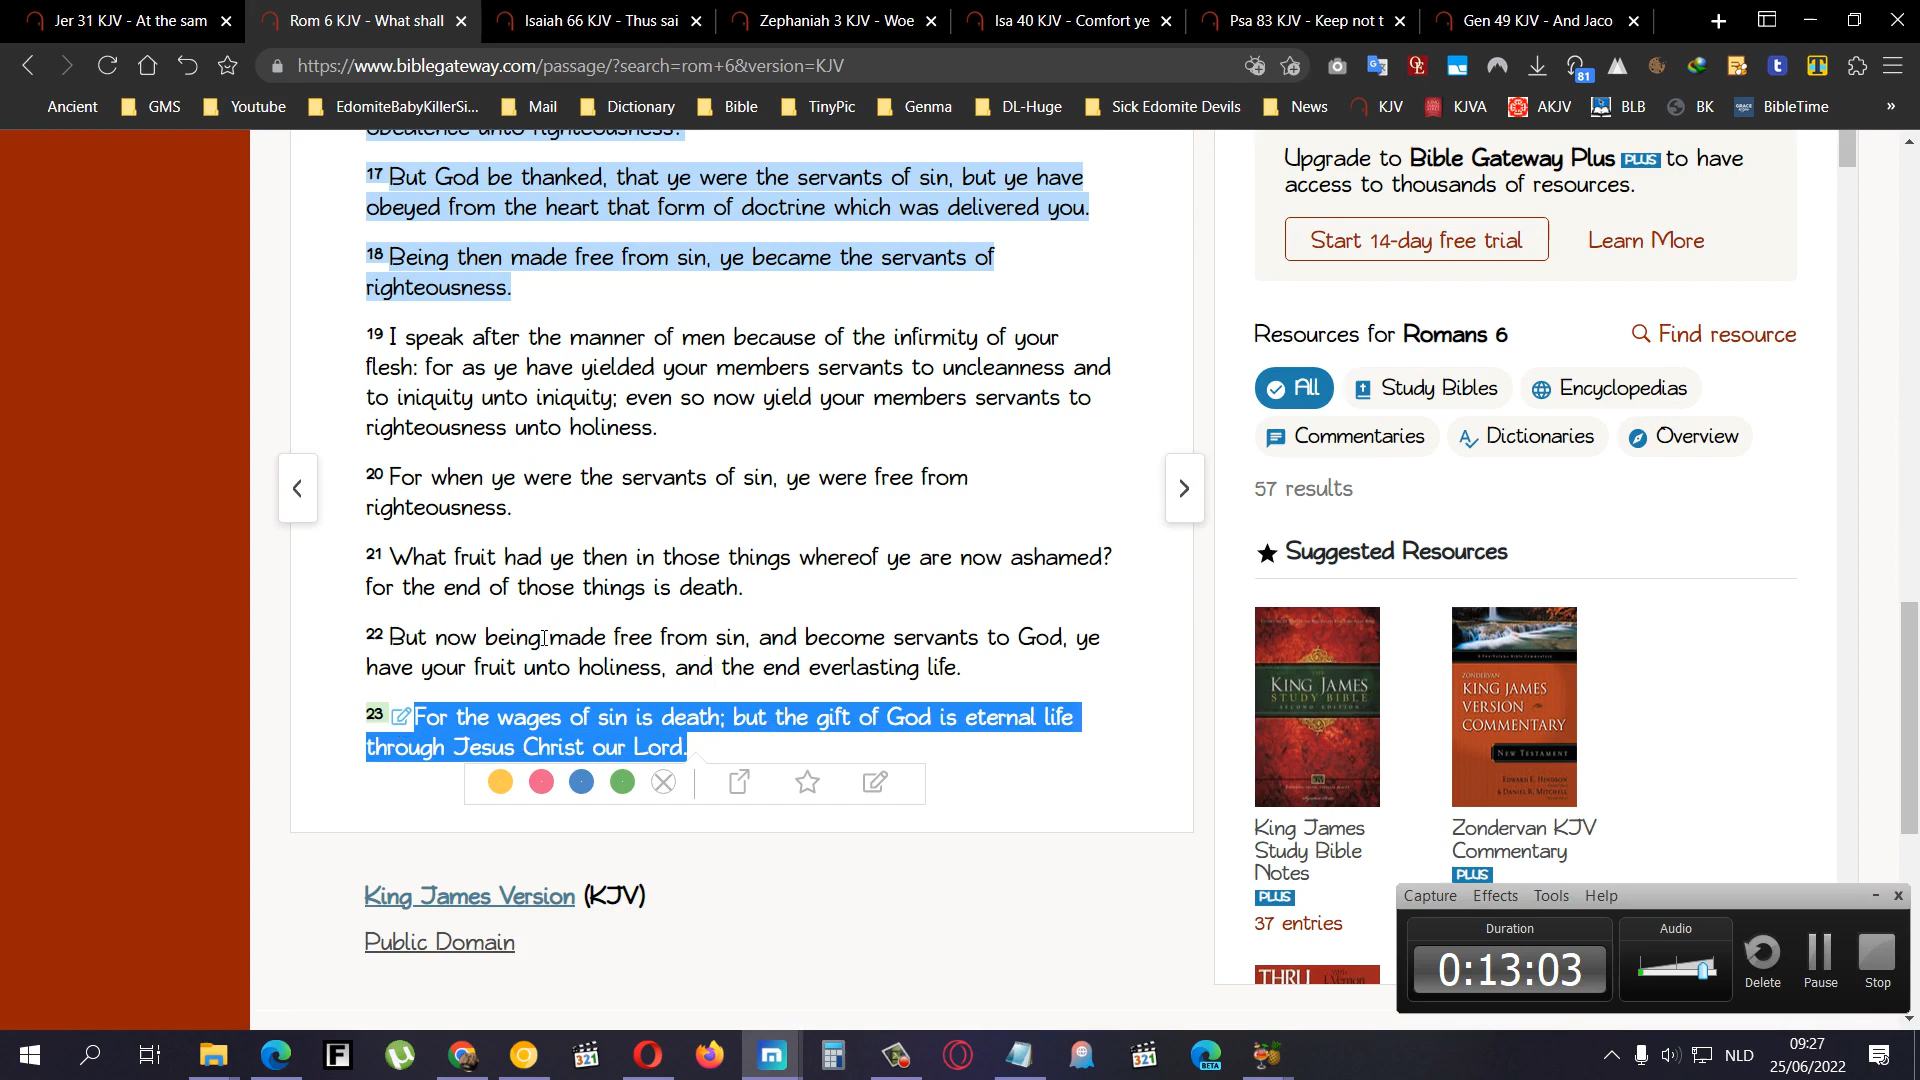 Jer 31 KJV - At the sam
Rom 6 KJV - What shall
Isaiah 66 KJV - Thus sai
Zephaniah 3 KJV - Woe
Isa 40 KJV - Comfort ye
Psa 83 KJV - Keep not t
Gen 49 KJV - And Jaco
https://www.biblegateway.com/passage/?search=rom+6&version=KJV
81
Ancient
GMS
Youtube
EdomiteBabyKillerSi...
Mail
Dictionary
Bible
TinyPic
Genma
DL-Huge
Sick Edomite Devils
News
KJV
KJVA
AKJV
BLB
BK
BibleTime
»
obedience unto righteousness?
17 But God be thanked, that ye were the servants of sin, but ye have
obeyed from the heart that form of doctrine which was delivered you.
18 Being then made free from sin, ye became the servants of
righteousness.
19 I speak after the manner of men because of the infirmity of your
flesh: for as ye have yielded your members servants to uncleanness and
to iniquity unto iniquity; even so now yield your members servants to
righteousness unto holiness.
20 For when ye were the servants of sin, ye were free from
righteousness.
21 What fruit had ye then in those things whereof ye are now ashamed?
for the end of those things is death.
22 But now being made free from sin, and become servants to God, ye
have your fruit unto holiness, and the end everlasting life.
23 For the wages of sin is death; but the gift of God is eternal life
through Jesus Christ our Lord.
King James Version (KJV)
Public Domain
Upgrade to Bible Gateway Plus PLUS to have
access to thousands of resources.
Start 14-day free trial
Learn More
Resources for Romans 6
Find resource
All
Study Bibles
Encyclopedias
Commentaries
Dictionaries
Overview
57 results
Suggested Resources
KING JAMES
STUDY BIBLE
SECOND EDITION
ZONDERVAN
KING JAMES
VERSION
COMMENTARY
NEW TESTAMENT
EDWARD E. HINDSON
& DANIEL R. MITCHELL
King James
Study Bible
Notes
PLUS
37 entries
Zondervan KJV
Commentary
PLUS
THRU
Capture
Effects
Tools
Help
Duration
0:13:03
Audio
Delete
Pause
Stop
321
321
BETA
NLD
09:27
25/06/2022